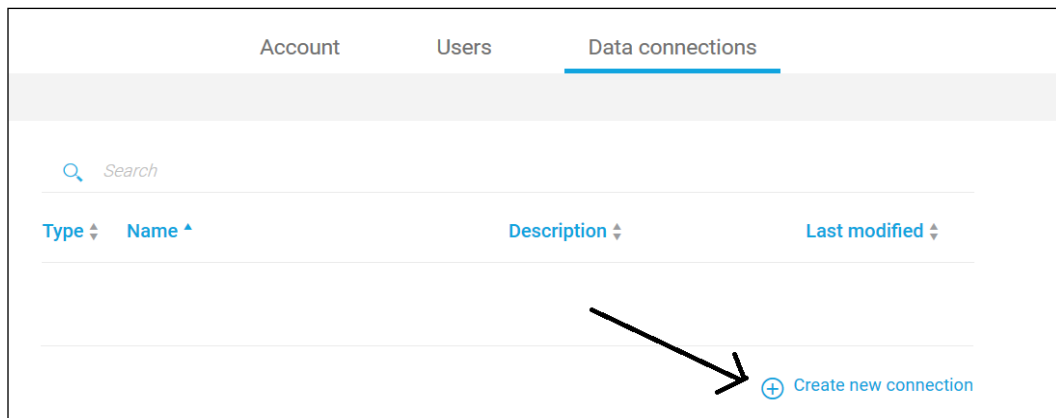 Account Users Data connections
Search
Type Name Description Last modified
Create new connection